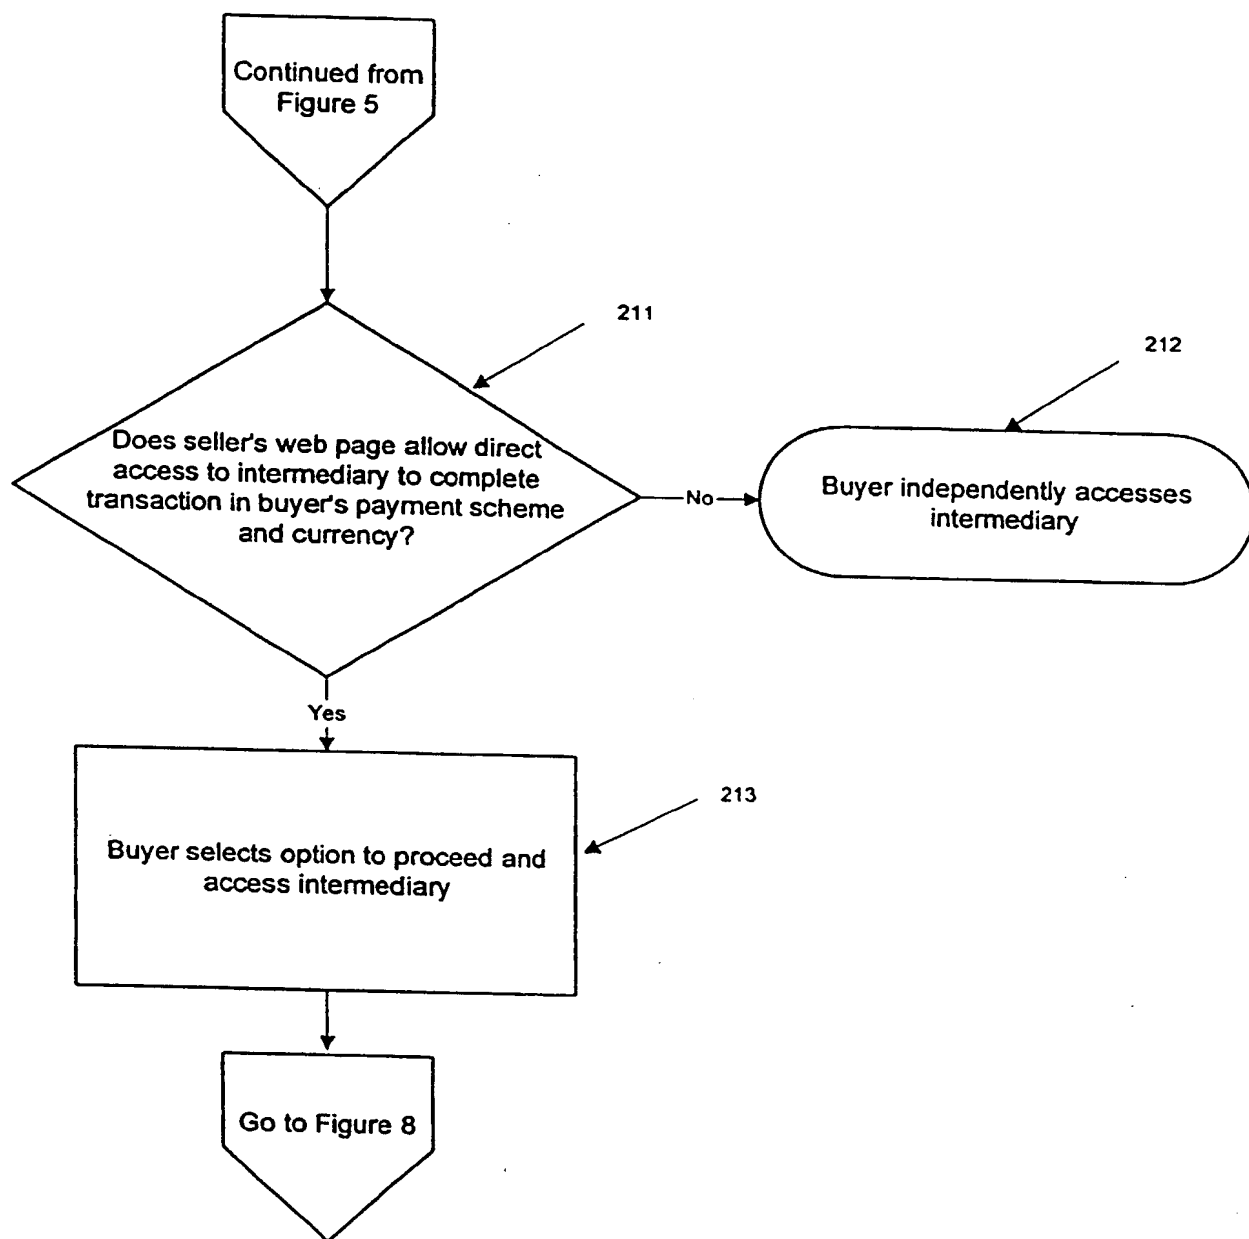 Continued from
Figure 5
211
212
Does seller's web page allow direct
access to intermediary to complete
transaction in buyer's payment scheme
and currency?
No
Buyer independently accesses
intermediary
Yes
213
Buyer selects option to proceed and
access intermediary
Go to Figure 8